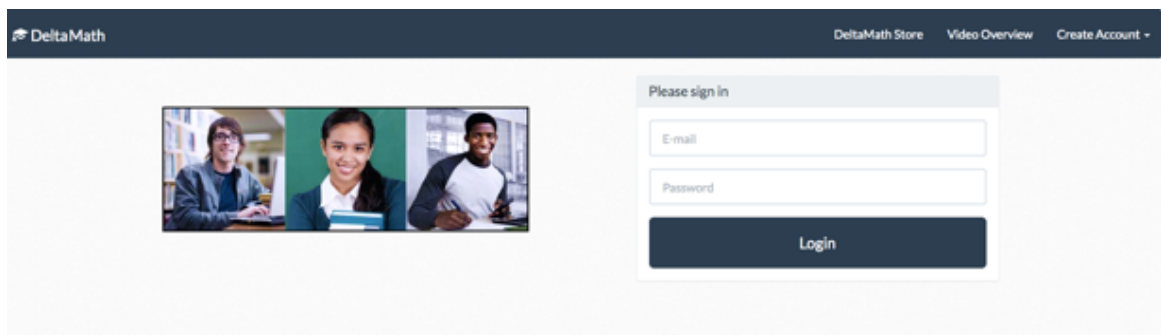 DeltaMath
DeltaMath Store Video Overview Create Account
Please sign in
E-mail
Password
Login